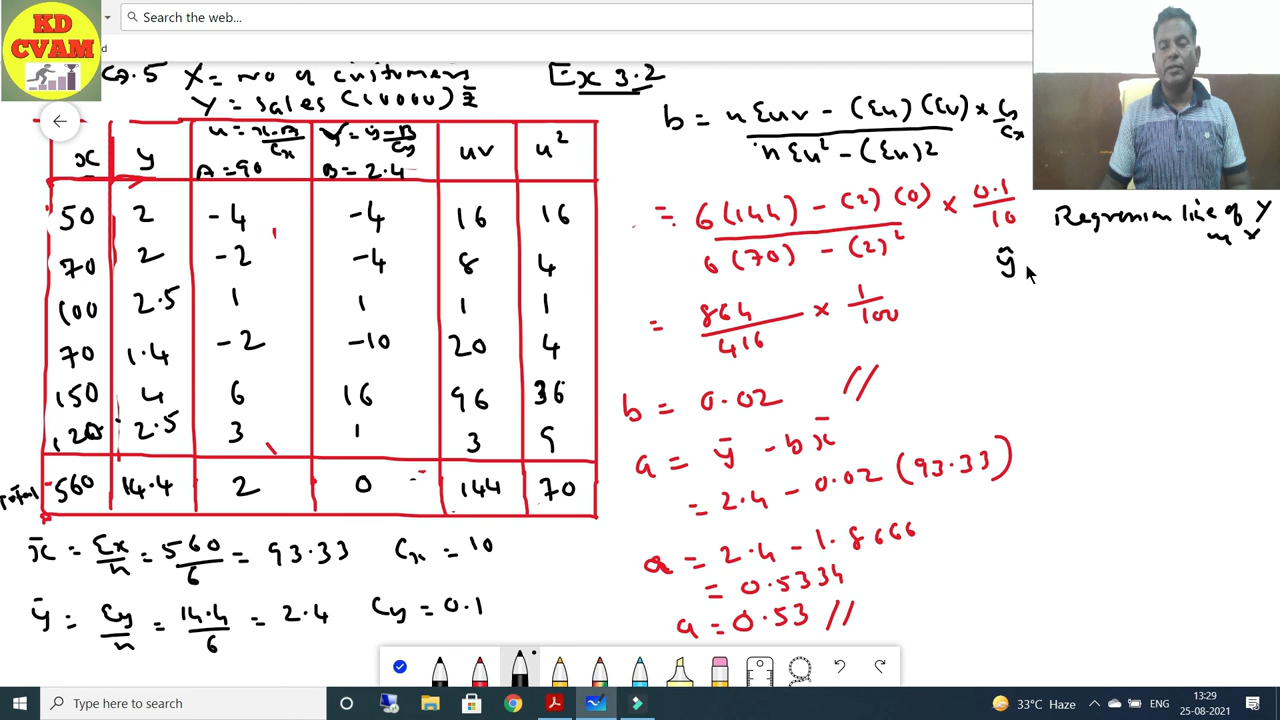 Search the web...
KD
CVAM
Q.5 X = no of customers
Ex 3.2
Y = sales (10000) ₹
x y u = x-A/Cx V = y-B/Cy uv u²
A = 90 B = 2.4
50 2 -4 -4 16 16
70 2 -2 -4 8 4
100 2.5 1 1 1 1
70 1.4 -2 -10 20 4
150 4 6 16 96 36
120 2.5 3 1 3 9
Total 560 14.4 2 0 144 70
x̄ = Σx/n = 560/6 = 93.33 Cx = 10
ȳ = Σy/n = 14.4/6 = 2.4 Cy = 0.1
b = nΣuv - (Σu)(Σv) × Cy/Cx
nΣu² - (Σu)2
= 6(144) - (2)(0) × 0.1/10
6(70) - (2)²
= 864/416 × 1/100
b = 0.02 //
a = ȳ - b x̄
= 2.4 - 0.02 (93.33)
a = 2.4 - 1.8666
= 0.5334
a = 0.53 //
Regression line of Y
on X
ŷ
Type here to search
33°C Haze
ENG
13:29
25-08-2021